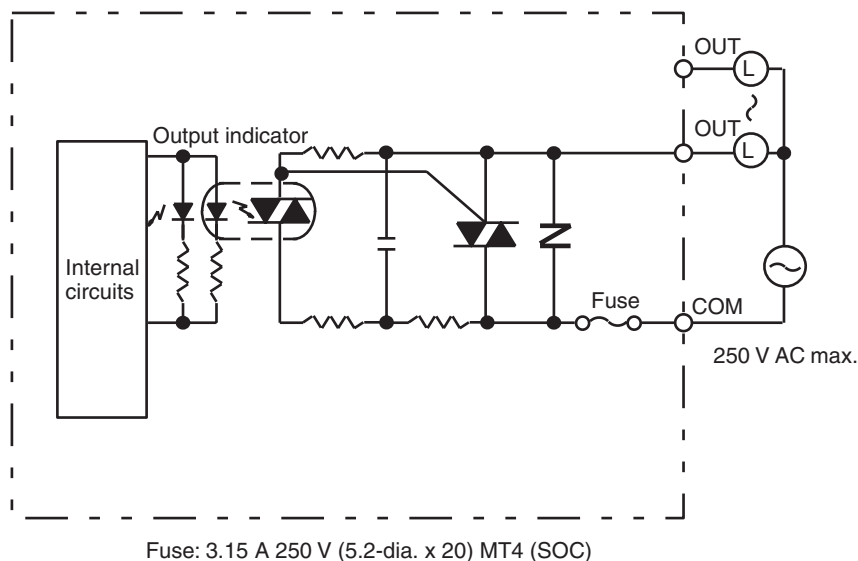 OUT
L
OUT
L
Output indicator
Internal
circuits
Fuse
COM
250 V AC max.
Fuse: 3.15 A 250 V (5.2-dia. x 20) MT4 (SOC)